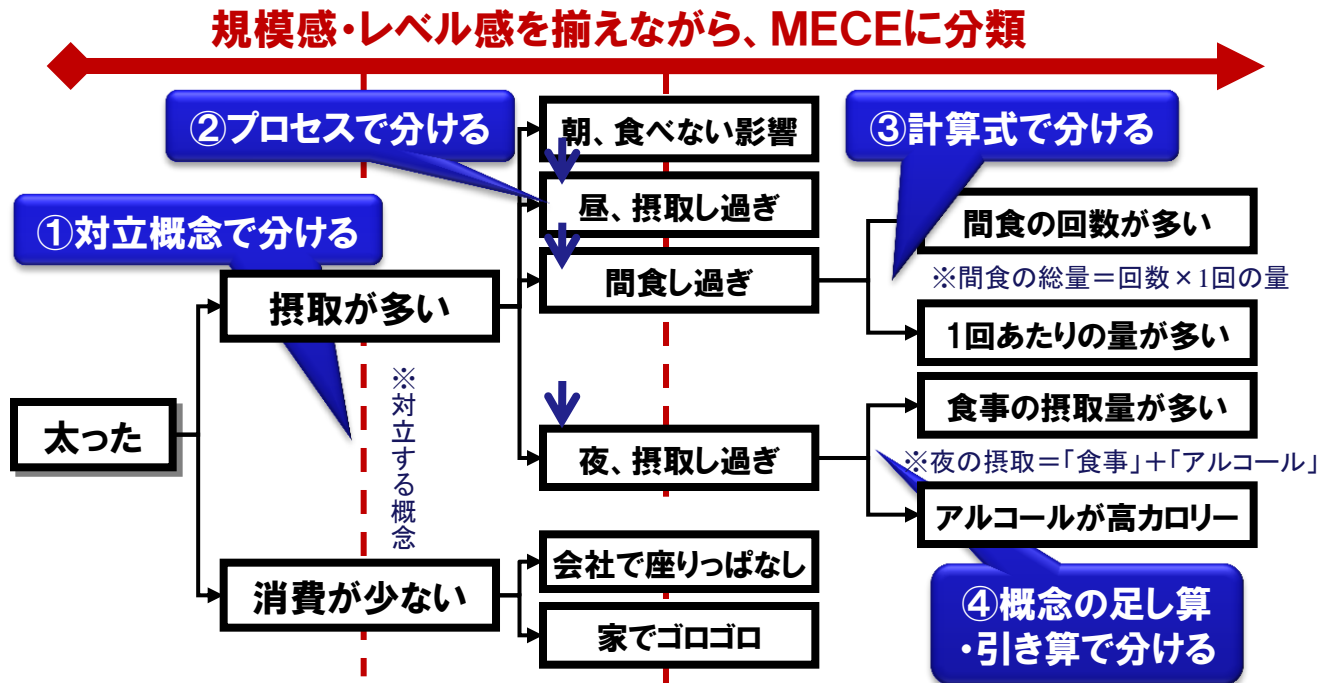 規模感・レベル感を揃えながら、MECEに分類
②プロセスで分ける
朝、食べない影響
③計算式で分ける
昼、摂取し過ぎ
①対立概念で分ける
間食の回数が多い
摂取が多い
間食し過ぎ
※間食の総量＝回数×1回の量
1回あたりの量が多い
※対立する概念
食事の摂取量が多い
太った
夜、摂取し過ぎ
※夜の摂取＝「食事」＋「アルコール」
アルコールが高カロリー
会社で座りっぱなし
消費が少ない
④概念の足し算
・引き算で分ける
家でゴロゴロ